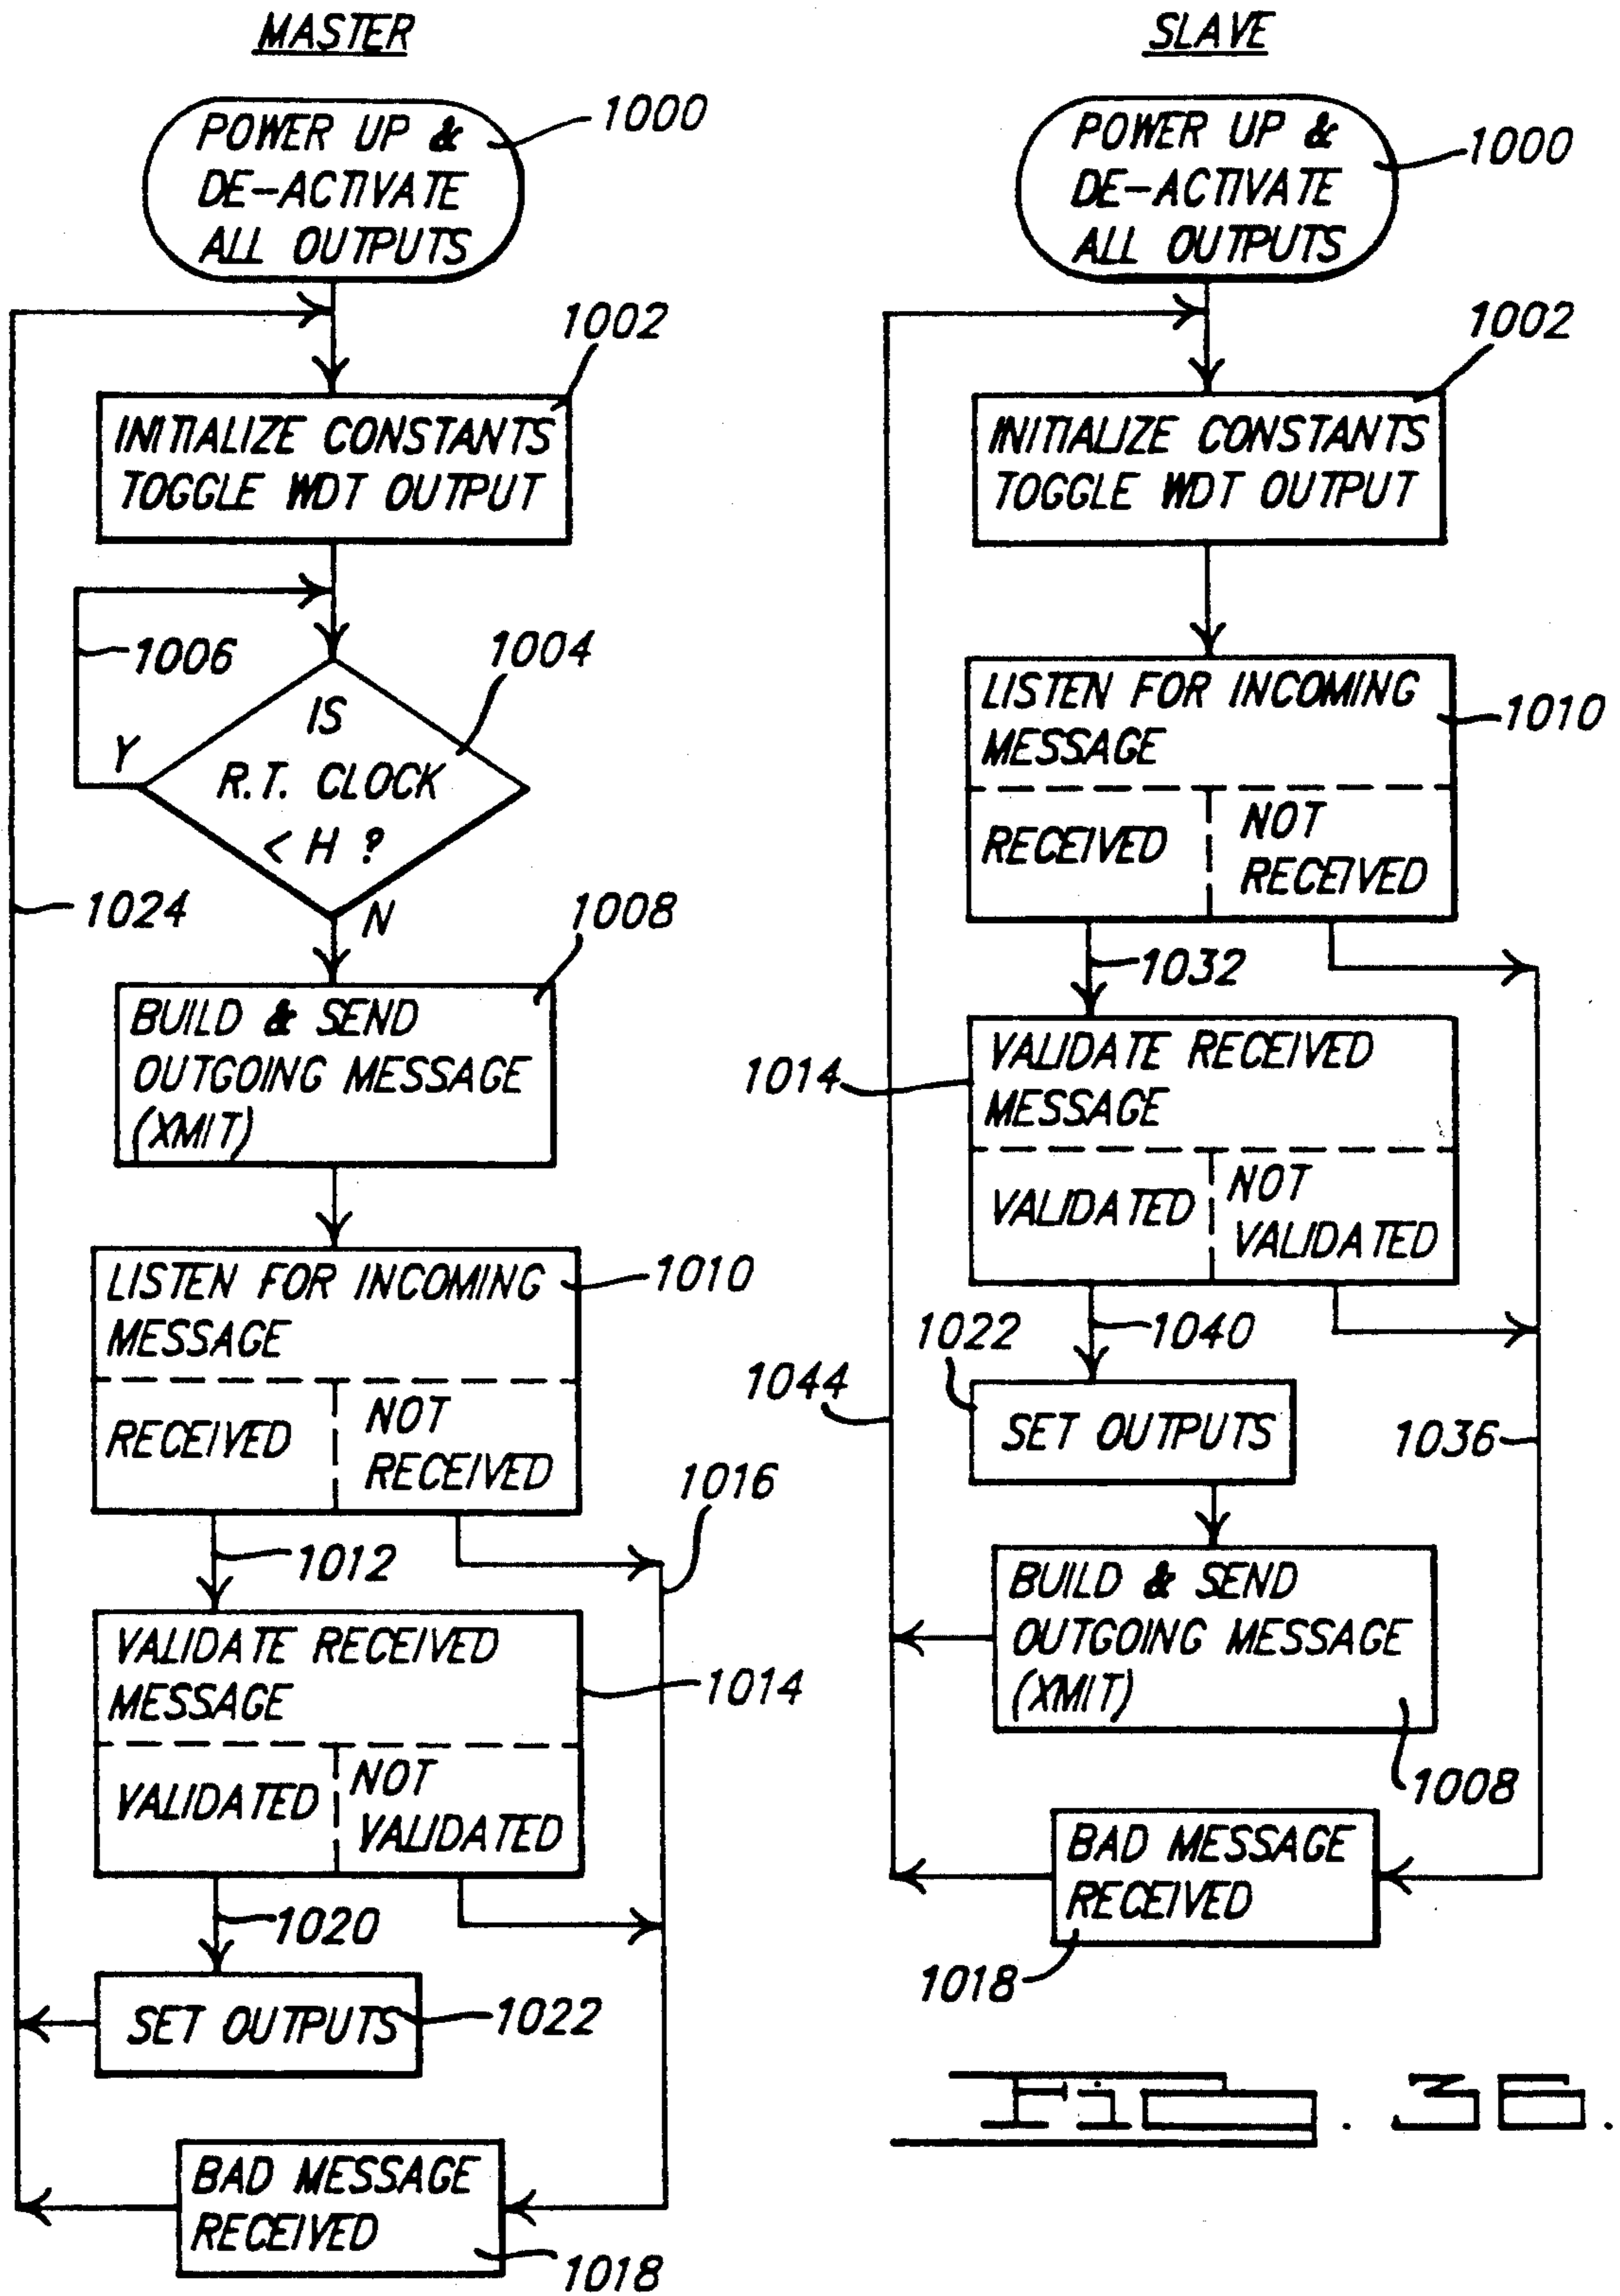 MASTER
POWER UP &
DE-ACTIVATE
ALL OUTPUTS
1000
1002
INITIALIZE CONSTANTS
TOGGLE WDT OUTPUT
1006
1004
IS
R.T. CLOCK
< H ?
Y
N
1024
1008
BUILD & SEND
OUTGOING MESSAGE
(XMIT)
LISTEN FOR INCOMING
MESSAGE
1010
RECEIVED
NOT
RECEIVED
1016
1012
VALIDATE RECEIVED
MESSAGE
1014
VALIDATED
NOT
VALIDATED
1020
SET OUTPUTS
1022
BAD MESSAGE
RECEIVED
1018
SLAVE
POWER UP &
DE-ACTIVATE
ALL OUTPUTS
1000
1002
INITIALIZE CONSTANTS
TOGGLE WDT OUTPUT
LISTEN FOR INCOMING
MESSAGE
1010
RECEIVED
NOT
RECEIVED
1032
VALIDATE RECEIVED
MESSAGE
1014
VALIDATED
NOT
VALIDATED
1040
1022
1044
SET OUTPUTS
1036
BUILD & SEND
OUTGOING MESSAGE
(XMIT)
1008
BAD MESSAGE
RECEIVED
1018
FIG. 36.